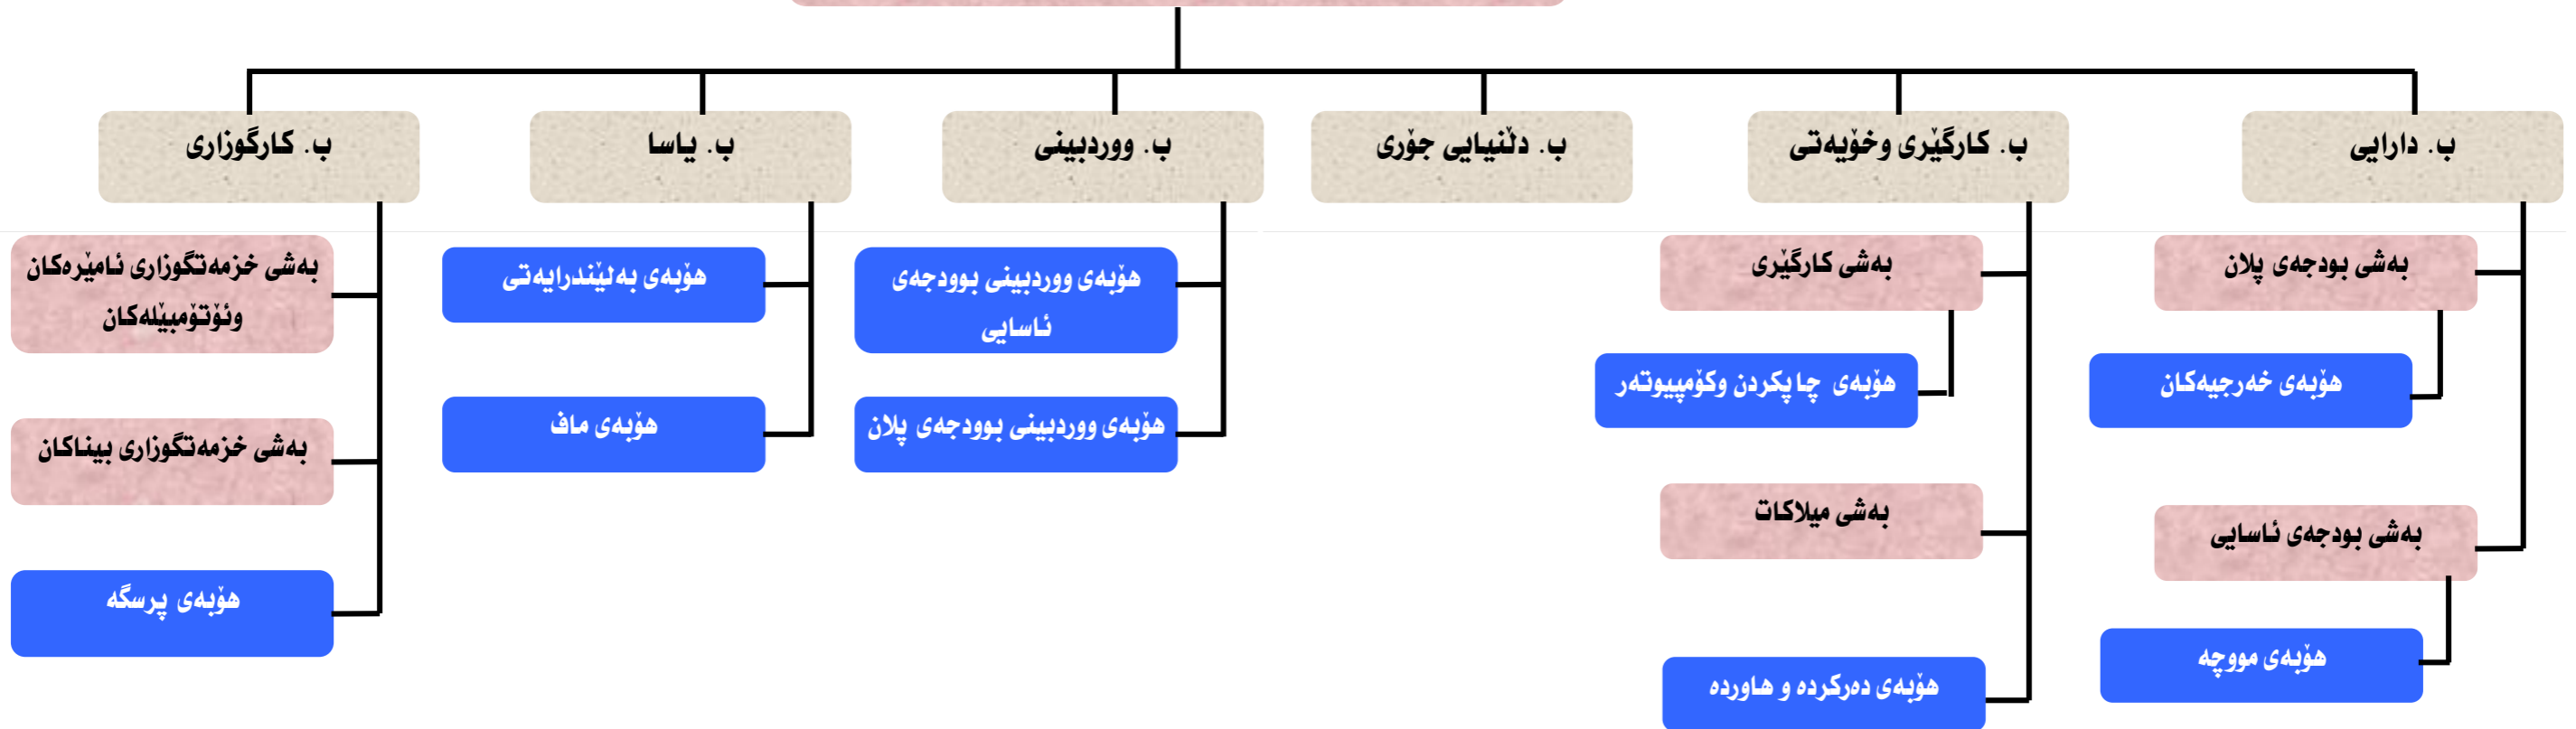 ب. دارایی
ب. کارگێری وخۆیەتی
ب. دڵنیایی جۆری
ب. ووردبینی
ب. یاسا
ب. کارگوزاری
بەشی بودجەی پلان
هۆبەی خەرجیەکان
بەشی بودجەی ئاسایی
هۆبەی مووچە
بەشی کارگێری
هۆبەی چاپکردن وکۆمپیوتەر
بەشی میلاکات
هۆبەی دەرکردە و هاوردە
هۆبەی ووردبینی بوودجەی
ئاسایی
هۆبەی ووردبینی بوودجەی پلان
هۆبەی بەلێندرایەتی
هۆبەی ماف
بەشی خزمەتگوزاری ئامێرەکان
وئۆتۆمبێلەکان
بەشی خزمەتگوزاری بیناکان
هۆبەی پرسگە